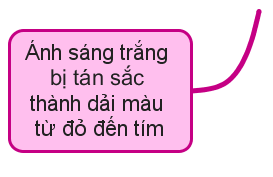 Ánh sáng trắng
bị tán sắc
thành dải màu
từ đỏ đến tím